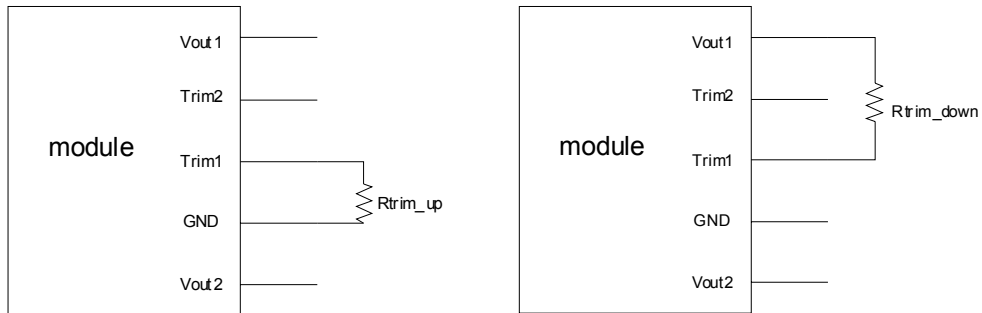 Vout1
Trim2
module
Trim1
Rtrim_up
GND
Vout2
Vout1
Trim2
Rtrim_down
module
Trim1
GND
Vout2